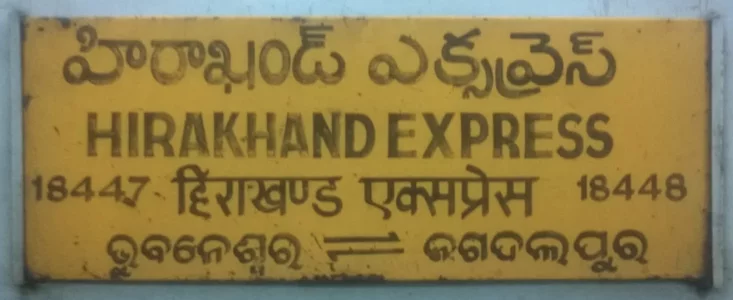 హిరాఖండ్ ఎక్స్ప్రెస్
HIRAKHAND EXPRESS
18447 हिराखण्ड एक्सप्रेस 18448
ଭୁବନେଶ୍ୱର ⇌ ଜଗଦଲପୁର